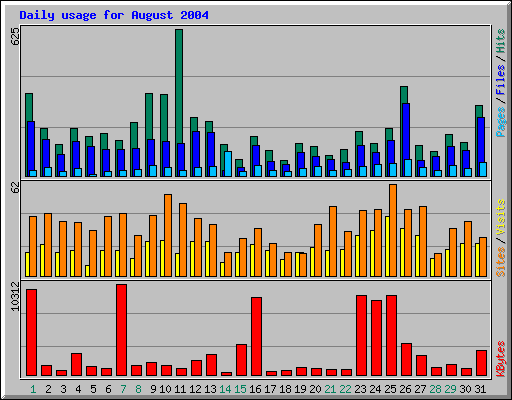 Daily usage for August 2004
625
Pages / Files / Hits
62
Sites / Visits
10312
KBytes
1 2 3 4 5 6 7 8 9 10 11 12 13 14 15 16 17 18 19 20 21 22 23 24 25 26 27 28 29 30 31